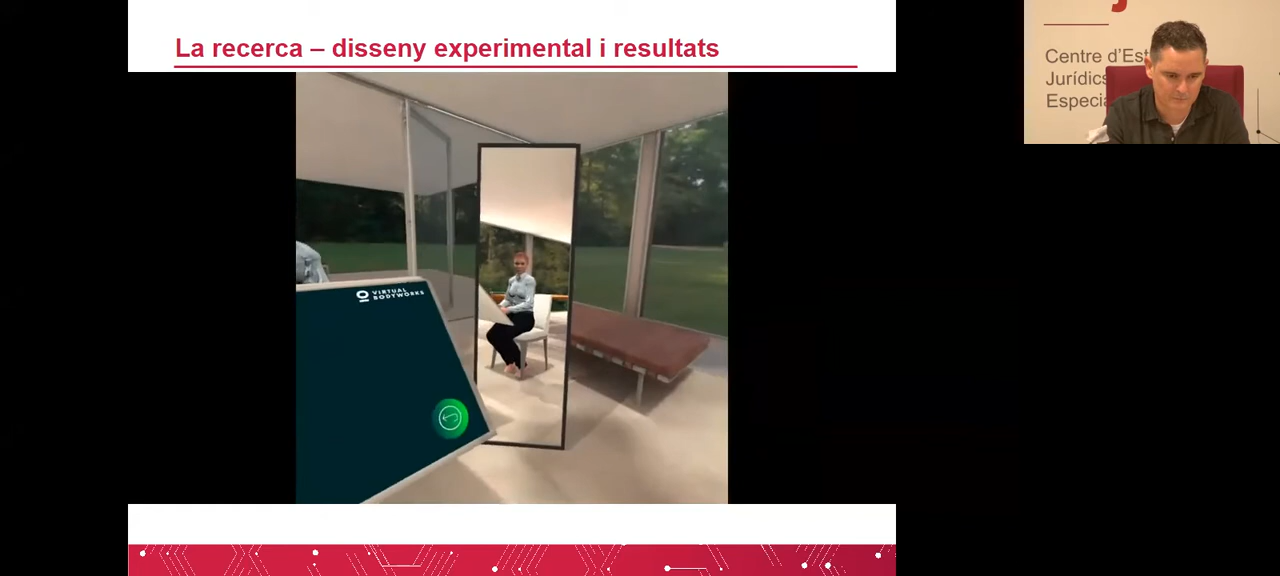 La recerca – disseny experimental i resultats
Centre d'Est
Jurídics
Especia
VIRTUAL
BODYWORKS